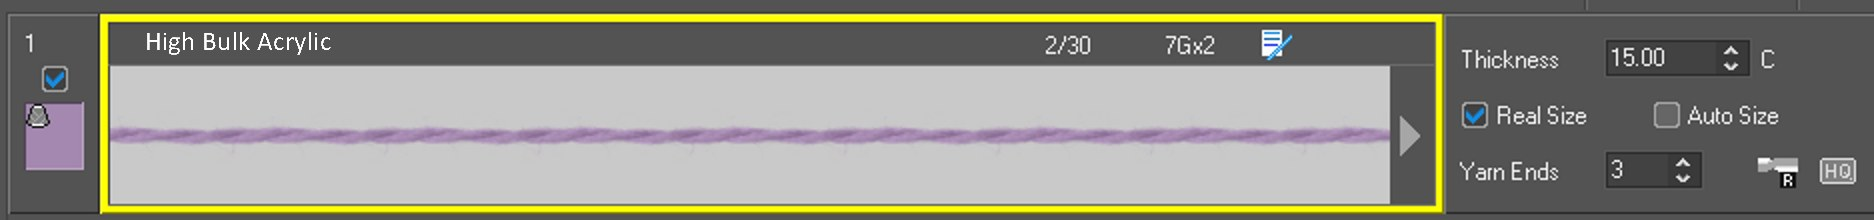 1
High Bulk Acrylic 2/30 7Gx2
Thickness 15.00 C
Real Size Auto Size
Yarn Ends 3 R HQ